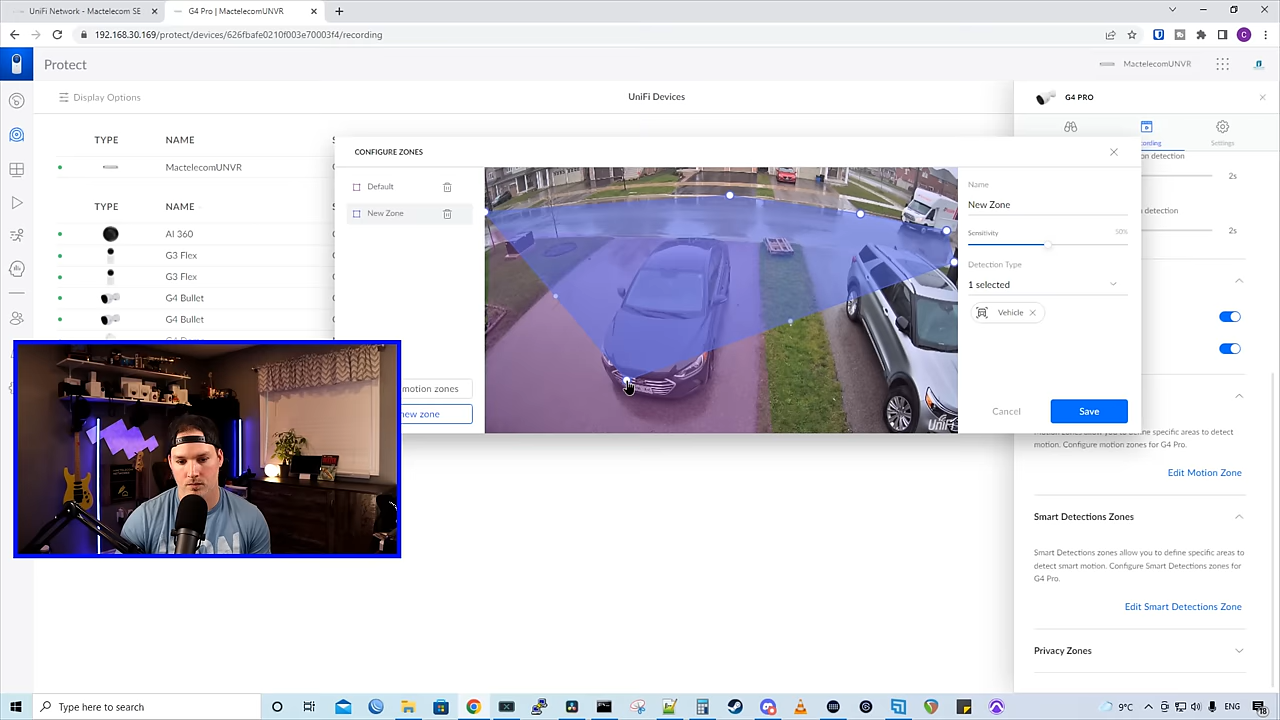 UniFi Network - Mactelecom SE
G4 Pro | MactelecomUNVR
192.168.30.169/protect/devices/626fbafe0210f003e70003f4/recording
Protect
MactelecomUNVR
Display Options
UniFi Devices
G4 PRO
TYPE
NAME
Settings
MactelecomUNVR
TYPE
NAME
AI 360
G3 Flex
G3 Flex
G4 Bullet
G4 Bullet
CONFIGURE ZONES
Default
New Zone
motion zones
new zone
UniFi
Name
New Zone
Sensitivity
50%
Detection Type
1 selected
Vehicle
Cancel
Save
n detection
2s
n detection
2s
Motion Zones allow you to define specific areas to detect
motion. Configure motion zones for G4 Pro.
Edit Motion Zone
Smart Detections Zones
Smart Detections zones allow you to define specific areas to
detect smart motion. Configure Smart Detections zones for
G4 Pro.
Edit Smart Detections Zone
Privacy Zones
Type here to search
9°C
ENG